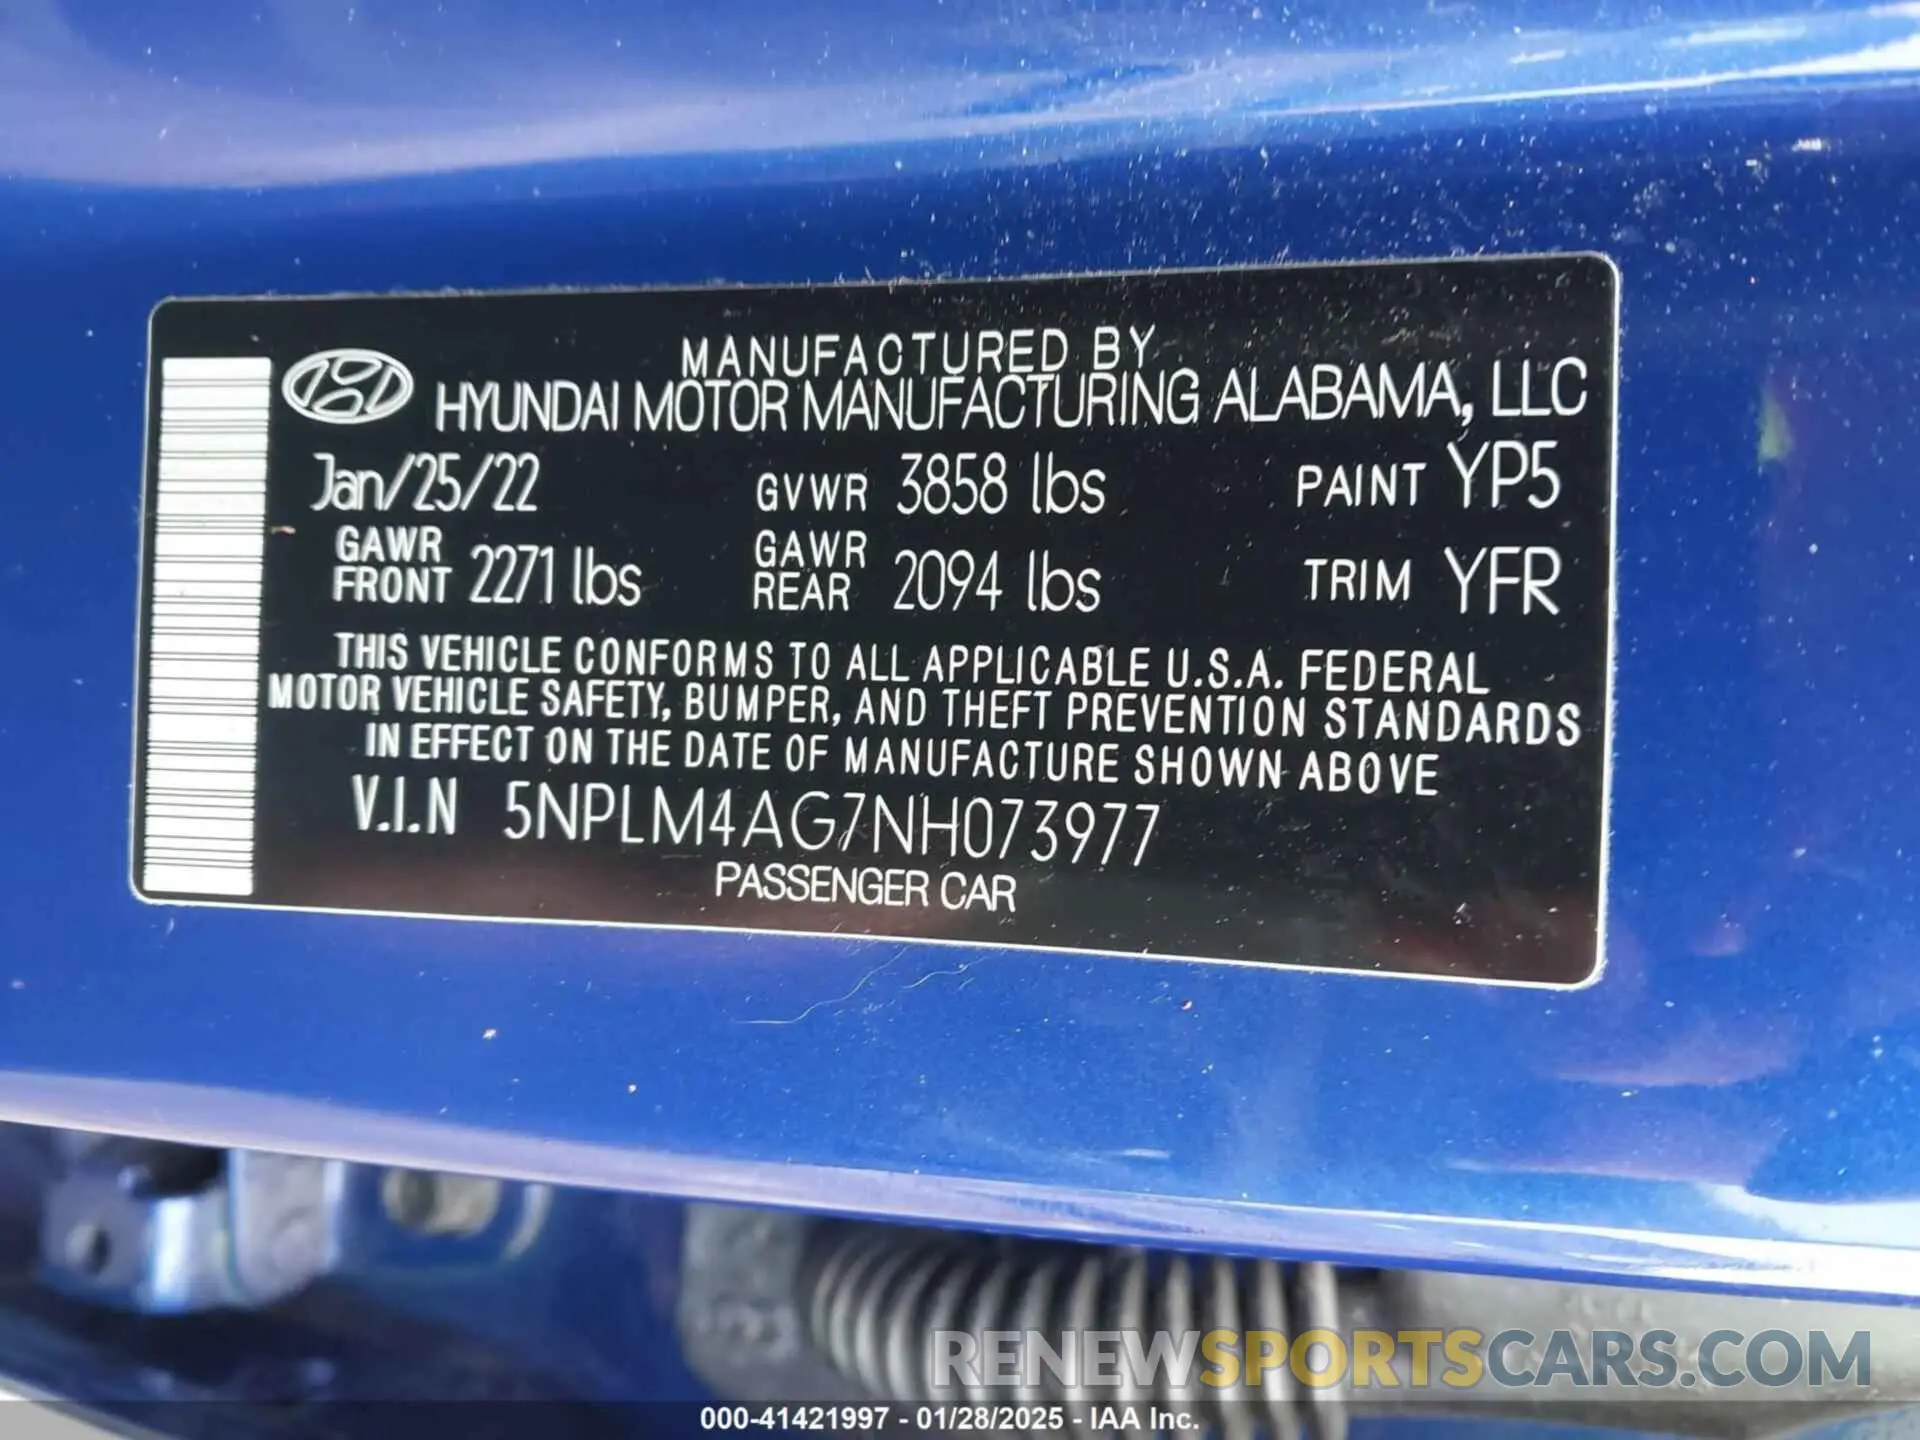 MANUFACTURED BY
HYUNDAI MOTOR MANUFACTURING ALABAMA, LLC
Jan/25/22 GVWR 3858 lbs PAINT YP5
GAWR FRONT 2271 lbs GAWR REAR 2094 lbs TRIM YFR
THIS VEHICLE CONFORMS TO ALL APPLICABLE U.S.A. FEDERAL
MOTOR VEHICLE SAFETY, BUMPER, AND THEFT PREVENTION STANDARDS
IN EFFECT ON THE DATE OF MANUFACTURE SHOWN ABOVE
V.I.N 5NPLM4AG7NH073977
PASSENGER CAR
RENEWSPORTSCARS.COM
000-41421997 - 01/28/2025 - IAA Inc.